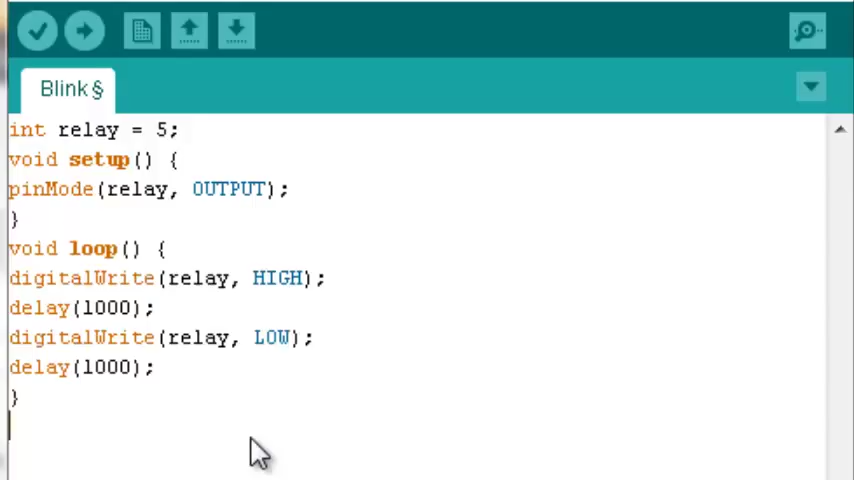 Blink §
int relay = 5;
void setup() {
pinMode(relay, OUTPUT);
}
void loop() {
digitalWrite(relay, HIGH);
delay(1000);
digitalWrite(relay, LOW);
delay(1000);
}